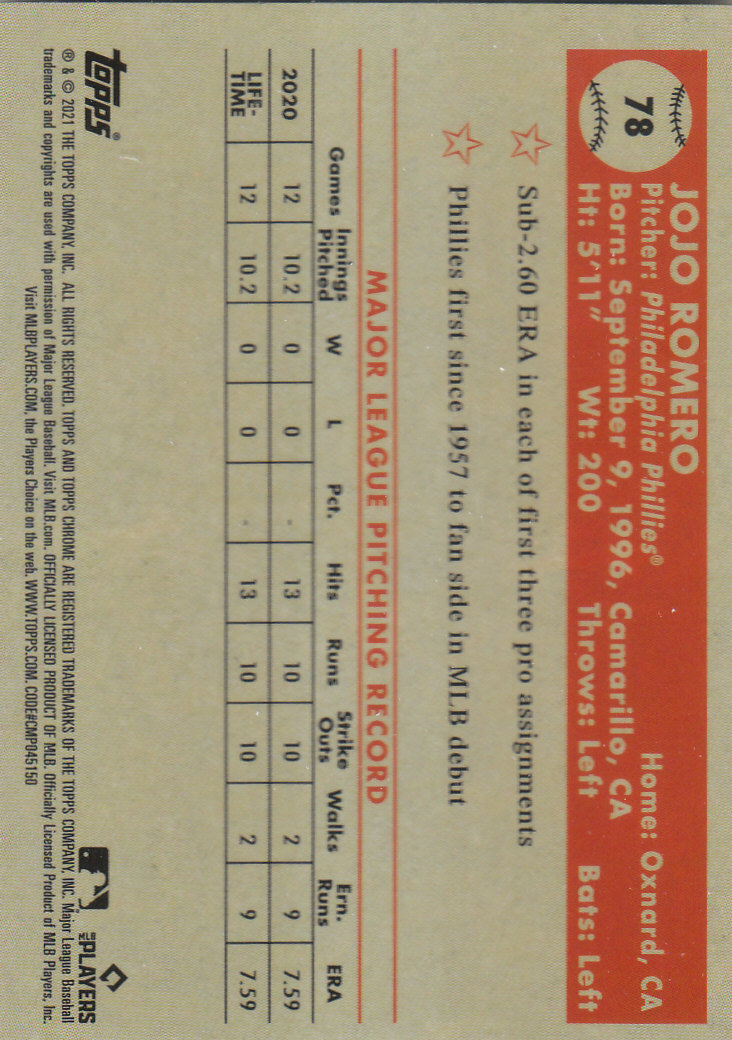 78
JOJO ROMERO
Pitcher: Philadelphia Phillies® Home: Oxnard, CA
Born: September 9, 1996, Camarillo, CA
Ht: 5'11" Wt: 200 Throws: Left Bats: Left
Sub-2.60 ERA in each of first three pro assignments
Phillies first since 1957 to fan side in MLB debut
MAJOR LEAGUE PITCHING RECORD
Games Innings Pitched W L Pct. Hits Runs Strike Outs Walks Ern. Runs ERA
2020 12 10.2 0 0 - 13 10 10 2 9 7.59
LIFE-TIME 12 10.2 0 0 - 13 10 10 2 9 7.59
topps®
MLB PLAYERS
® & © 2021 THE TOPPS COMPANY, INC. ALL RIGHTS RESERVED. TOPPS AND TOPPS CHROME ARE REGISTERED TRADEMARKS OF THE TOPPS COMPANY, INC. Major League Baseball
trademarks and copyrights are used with permission of Major League Baseball. Visit MLB.com. OFFICIALLY LICENSED PRODUCT OF MLB. Officially Licensed Product of MLB Players, Inc.
Visit MLBPLAYERS.COM, the Players Choice on the web. WWW.TOPPS.COM. CODE#CMP045150